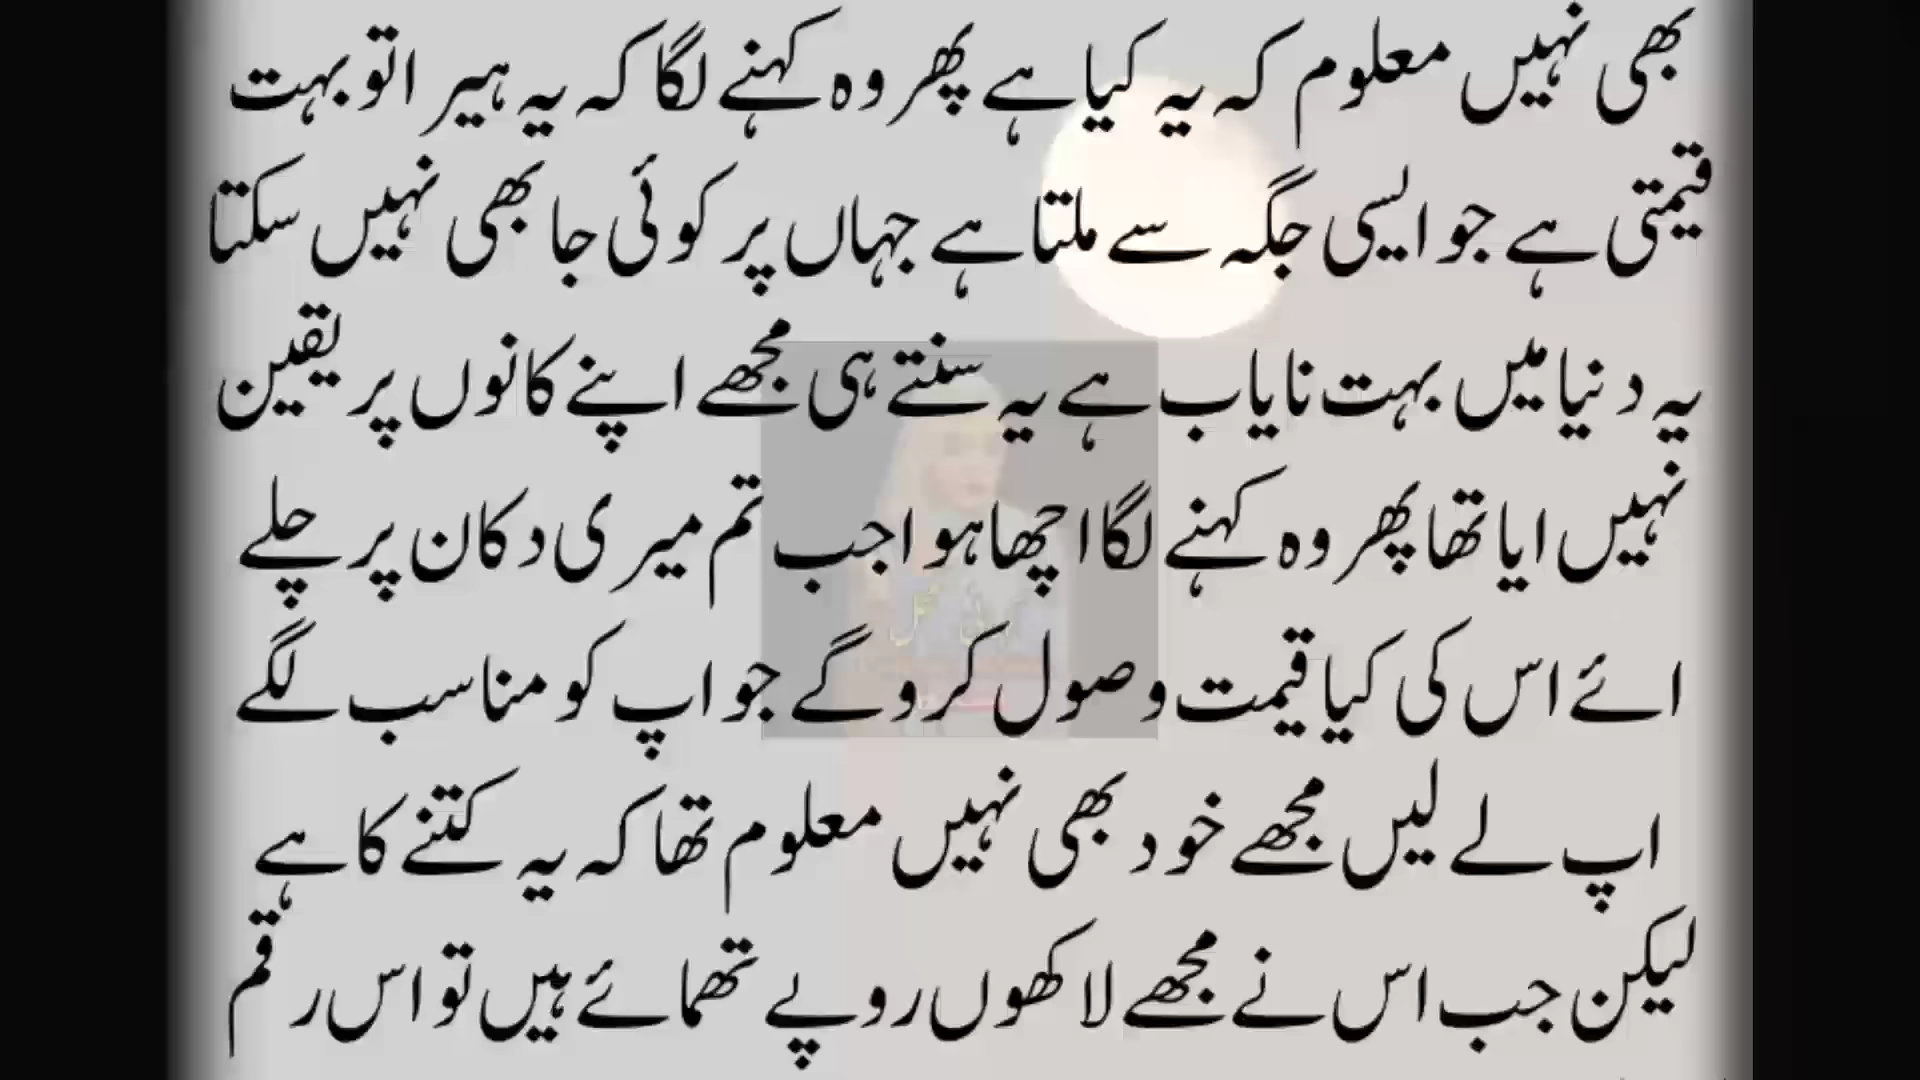 بھی نہیں معلوم کہ یہ کیا ہے پھر وہ کہنے لگا کہ یہ ہیر اتو بہت
قیمتی ہے جو ایسی جگہ سے ملتا ہے جہاں پر کوئی جا بھی نہیں سکتا
یہ دنیا میں بہت نایاب ہے یہ سنتے ہی مجھے اپنے کانوں پر یقین
نہیں ایا تھا پھر وہ کہنے لگا اچھا ہوا جب تم میری دکان پر چلے
ائے اس کی کیا قیمت وصول کرو گے جو اپ کو مناسب لگے
اپ لے لیں مجھے خود بھی نہیں معلوم تھا کہ یہ کتنے کا ہے
لیکن جب اس نے مجھے لاکھوں روپے تھمائے ہیں تو اس رقم